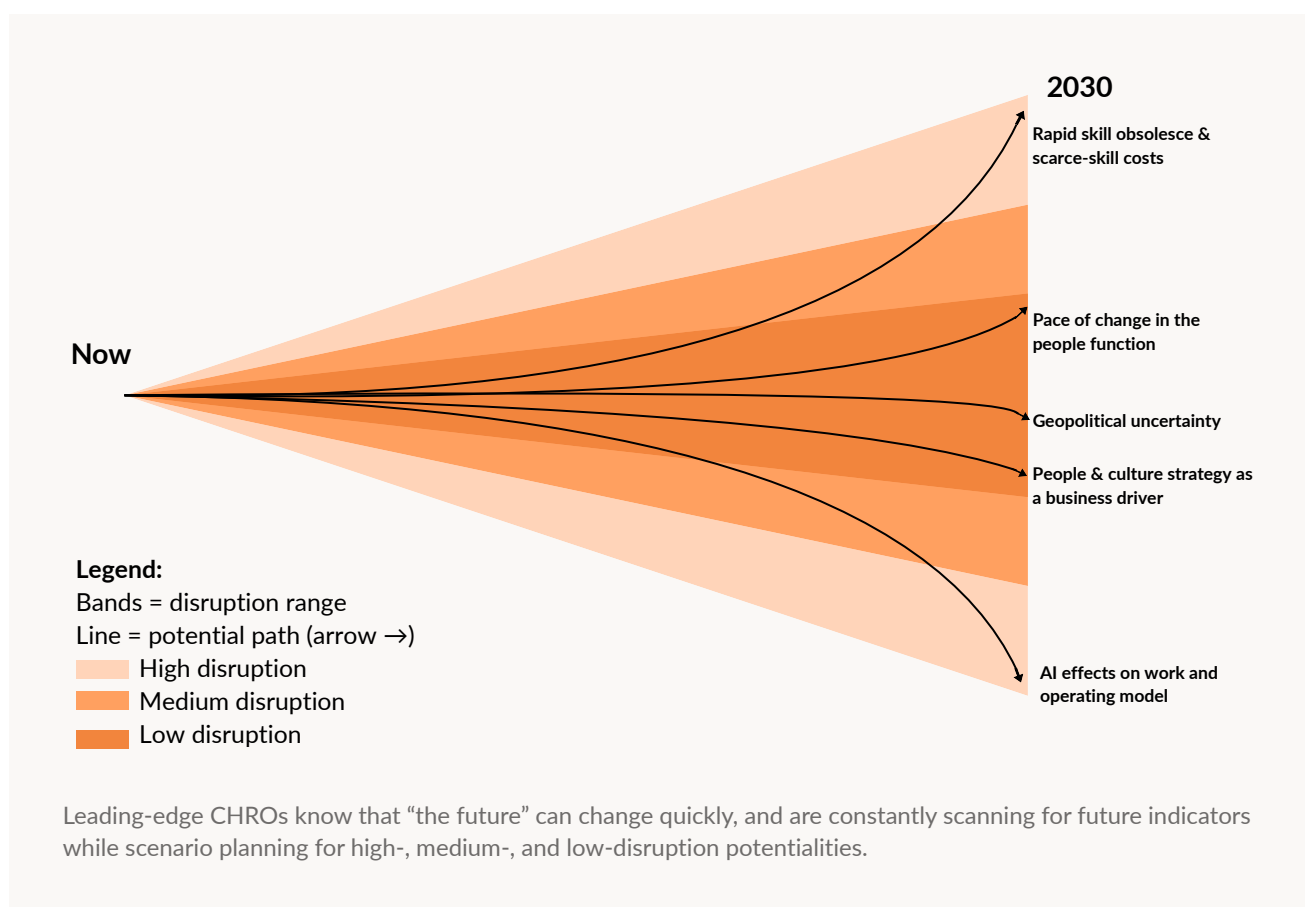 2030
Rapid skill obsolesce &
scarce-skill costs
Now
Pace of change in the
people function
Geopolitical uncertainty
People & culture strategy as
a business driver
AI effects on work and
operating model
Legend:
Bands = disruption range
Line = potential path (arrow →)
High disruption
Medium disruption
Low disruption
Leading-edge CHROs know that “the future” can change quickly, and are constantly scanning for future indicators
while scenario planning for high-, medium-, and low-disruption potentialities.